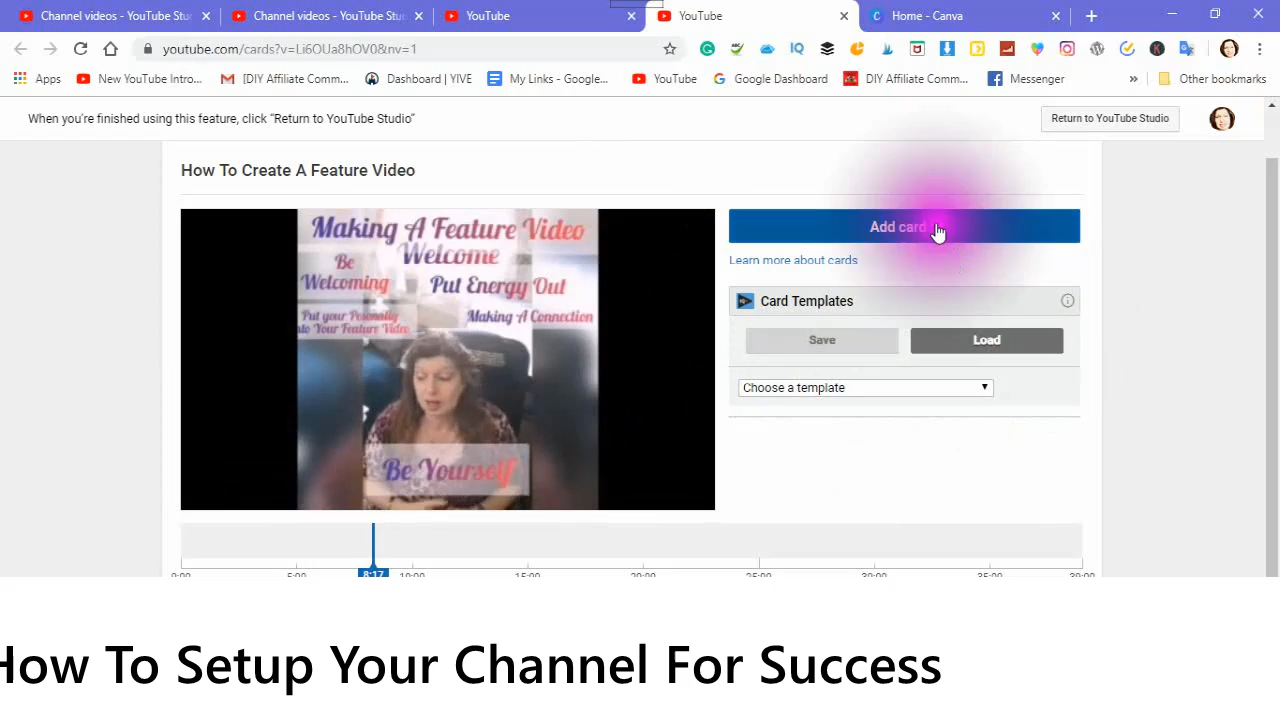 Channel videos - YouTube Stu
Channel videos - YouTube Stu
YouTube
YouTube
Home - Canva
youtube.com/cards?v=Li6OUa8hOV0&nv=1
IQ
Apps
New YouTube Intro...
[DIY Affiliate Comm...
Dashboard | YIVE
My Links - Google...
YouTube
Google Dashboard
DIY Affiliate Comm...
Messenger
»
Other bookmarks
When you're finished using this feature, click "Return to YouTube Studio"
Return to YouTube Studio
How To Create A Feature Video
Making A Feature Video
Welcome
Be
Welcoming
Put Energy Out
Put your Personality
Into Your Feature Video
Making A Connection
Be Yourself
Add card
Learn more about cards
Card Templates
Save
Load
Choose a template
8:17
0:00
5:00
10:00
15:00
20:00
25:00
30:00
35:00
How To Setup Your Channel For Success